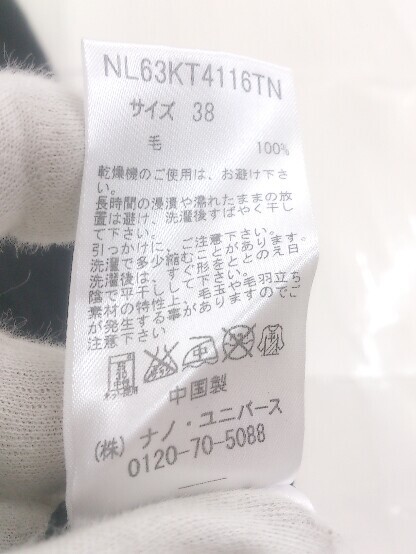 NL63KT4116TN
サイズ 38
毛 100%
乾燥機のご使用は、お避け下さ
い。
長時間の浸漬や濡れたままの放
置は避け、洗濯後すばやく干し
て下さい。
引っかけに、ご注意下さい。
洗濯で多少縮むことがあります。
洗濯後は、すぐ形をととのえ日
陰で平干しして下さい。
素材の特性上、毛玉や毛羽立ち
が発生する事がありますのでご
注意下さい
中国製
(株) ナノ・ユニバース
0120-70-5088